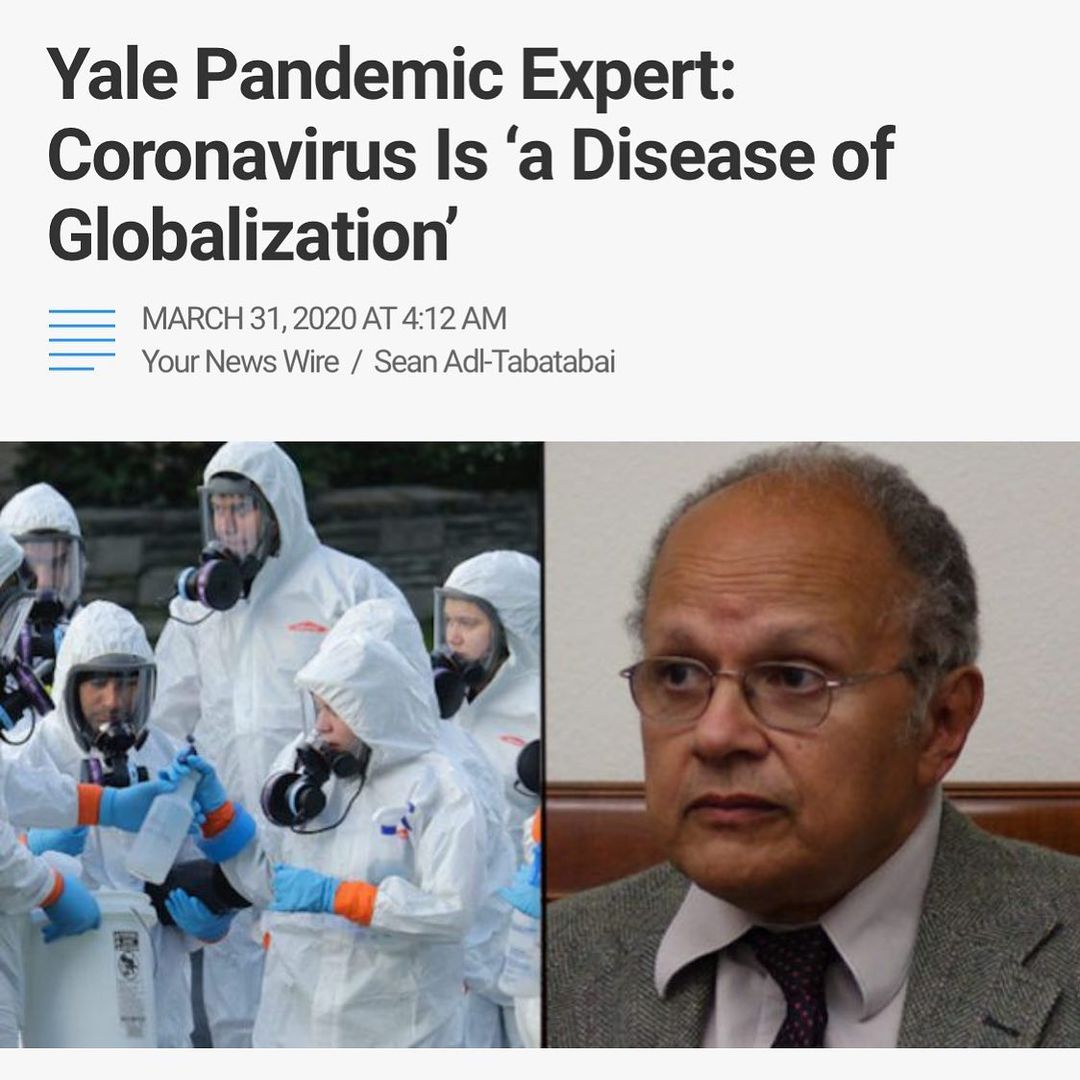 Yale Pandemic Expert:
Coronavirus Is ‘a Disease of
Globalization’
MARCH 31, 2020 AT 4:12 AM
Your News Wire / Sean Adl-Tabatabai